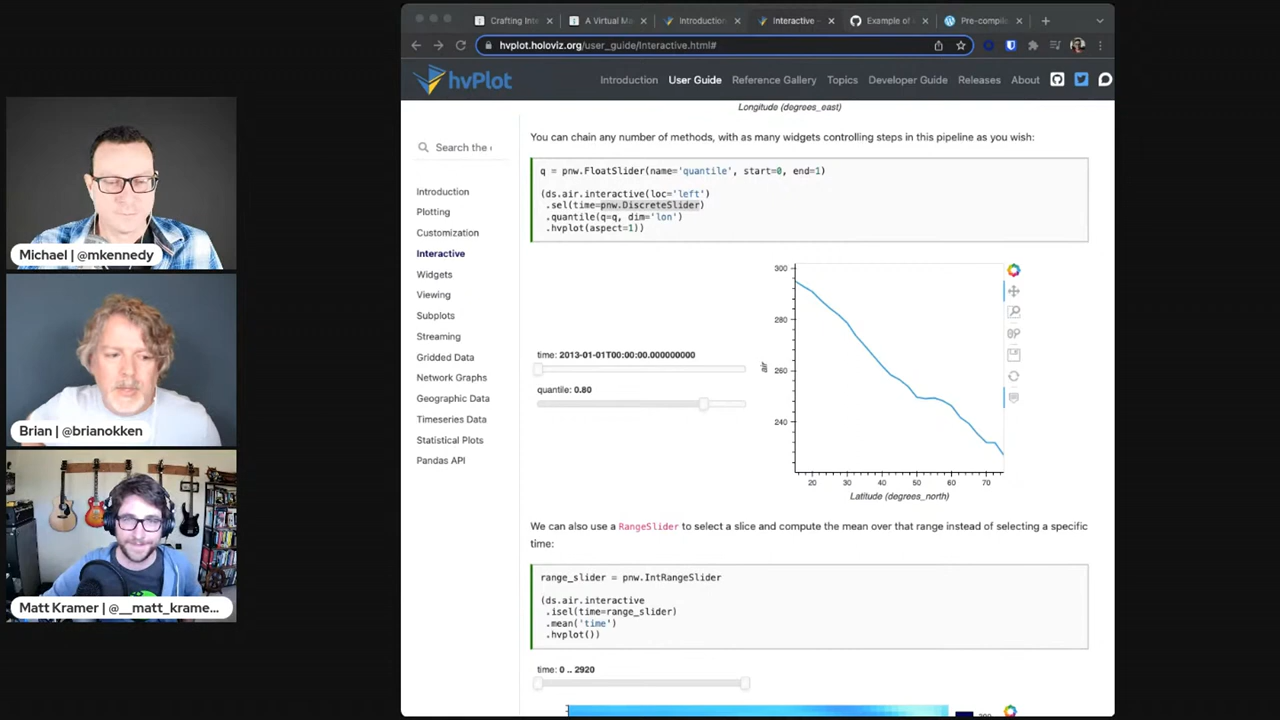 Crafting Inte
A Virtual Ma
Introduction
Interactive
Example of
Pre-compile
hvplot.holoviz.org/user_guide/Interactive.html#
hvPlot
Introduction
User Guide
Reference Gallery
Topics
Developer Guide
Releases
About
Longitude (degrees_east)
Search the
Introduction
Plotting
Customization
Interactive
Widgets
Viewing
Subplots
Streaming
Gridded Data
Network Graphs
Geographic Data
Timeseries Data
Statistical Plots
Pandas API
You can chain any number of methods, with as many widgets controlling steps in this pipeline as you wish:
q = pnw.FloatSlider(name='quantile', start=0, end=1)
(ds.air.interactive(loc='left')
.sel(time=pnw.DiscreteSlider)
.quantile(q=q, dim='lon')
.hvplot(aspect=1))
time: 2013-01-01T00:00:00.000000000
quantile: 0.80
300
280
260
240
air
20 30 40 50 60 70
Latitude (degrees_north)
We can also use a RangeSlider to select a slice and compute the mean over that range instead of selecting a specific
time:
range_slider = pnw.IntRangeSlider
(ds.air.interactive
.isel(time=range_slider)
.mean('time')
.hvplot())
time: 0 .. 2920
Michael | @mkennedy
Brian | @brianokken
Matt Kramer | @__matt_krame...